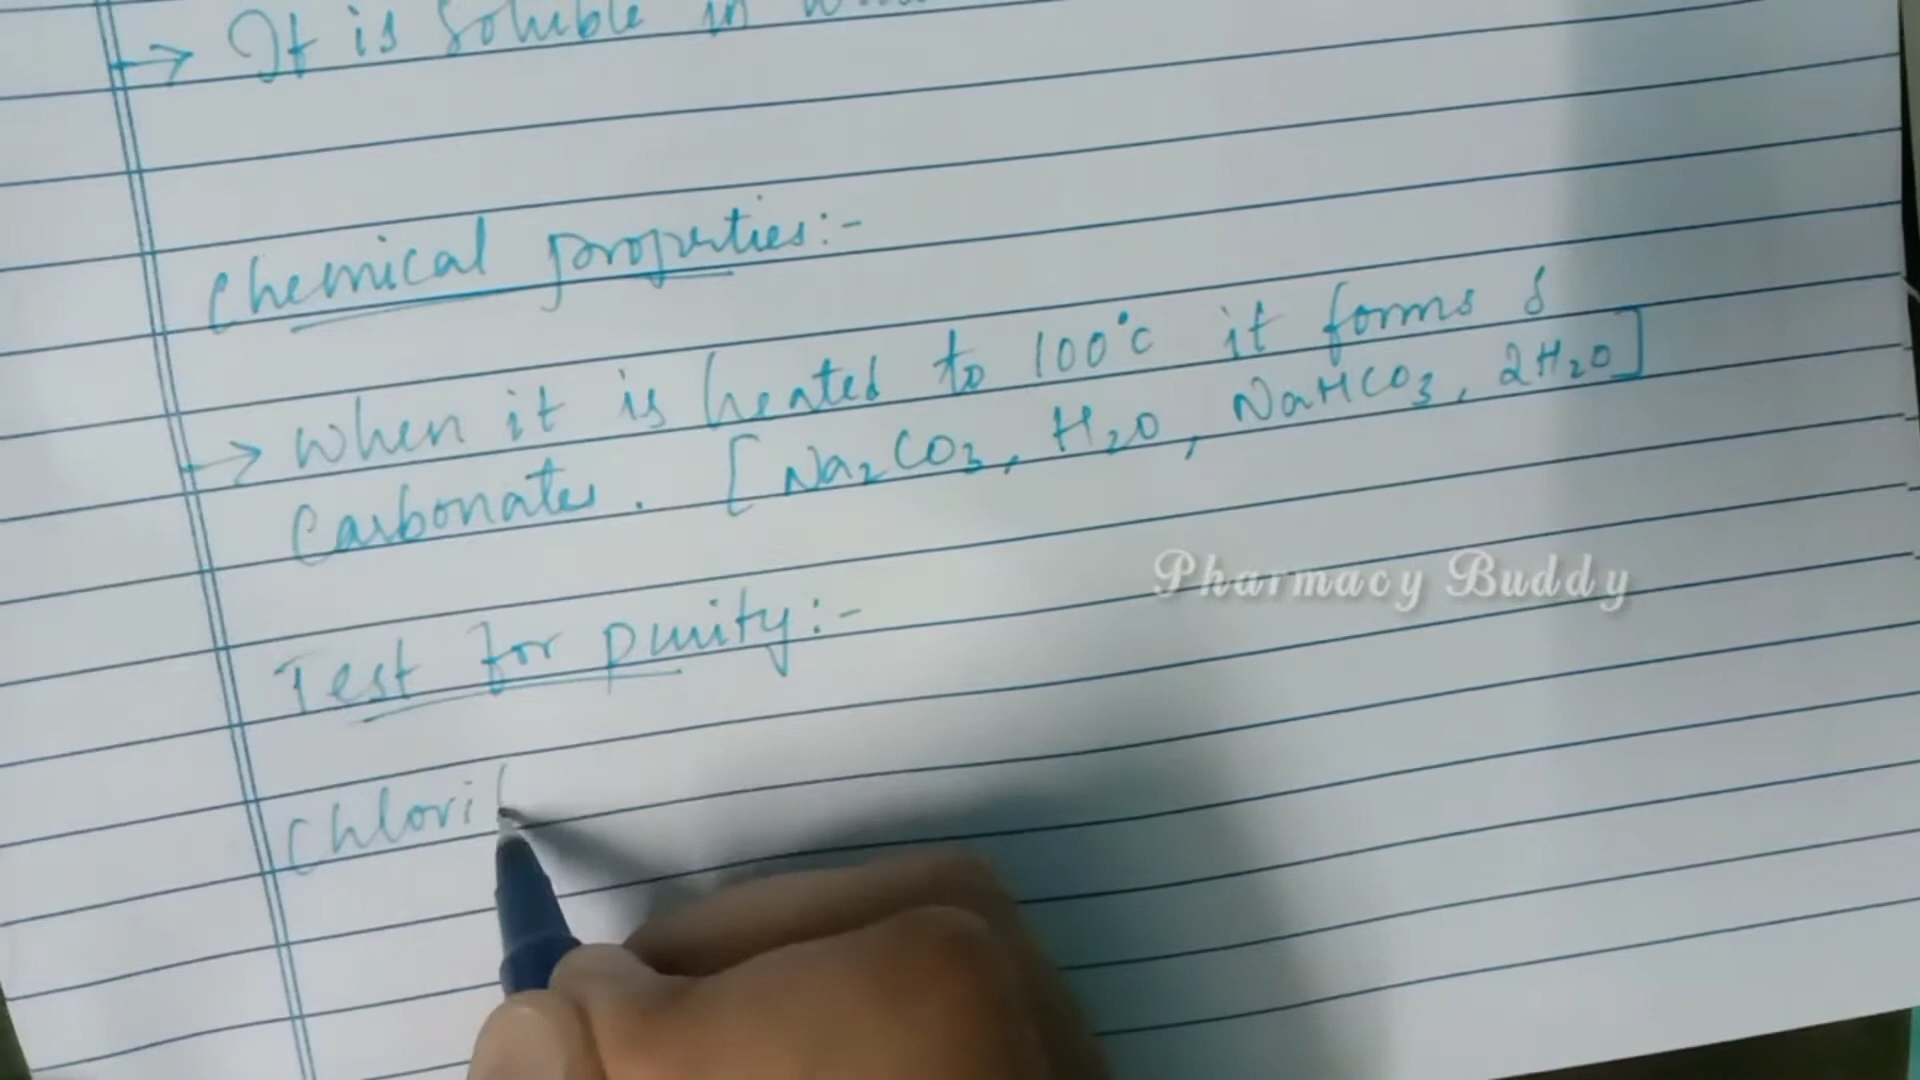 → It is soluble in
Chemical properties:-
→ When it is heated to 100°c it forms &
Carbonates. [Na₂CO₃, H₂O, NaHCO₃, 2H₂O]
Pharmacy Buddy
Test for purity:-
Chlori